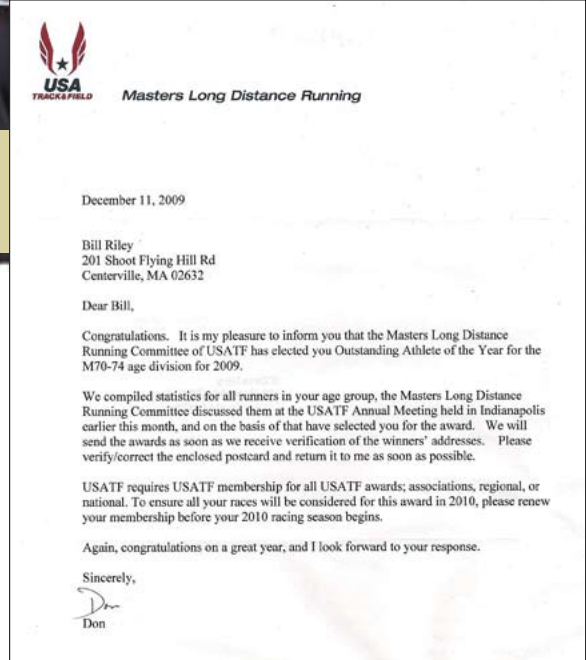 USA
TRACK & FIELD
Masters Long Distance Running
December 11, 2009
Bill Riley
201 Shoot Flying Hill Rd
Centerville, MA 02632
Dear Bill,
Congratulations. It is my pleasure to inform you that the Masters Long Distance
Running Committee of USATF has elected you Outstanding Athlete of the Year for the
M70-74 age division for 2009.
We compiled statistics for all runners in your age group, the Masters Long Distance
Running Committee discussed them at the USATF Annual Meeting held in Indianapolis
earlier this month, and on the basis of that have selected you for the award. We will
send the awards as soon as we receive verification of the winners' addresses. Please
verify/correct the enclosed postcard and return it to me as soon as possible.
USATF requires USATF membership for all USATF awards; associations, regional, or
national. To ensure all your races will be considered for this award in 2010, please renew
your membership before your 2010 racing season begins.
Again, congratulations on a great year, and I look forward to your response.
Sincerely,
Don
Don